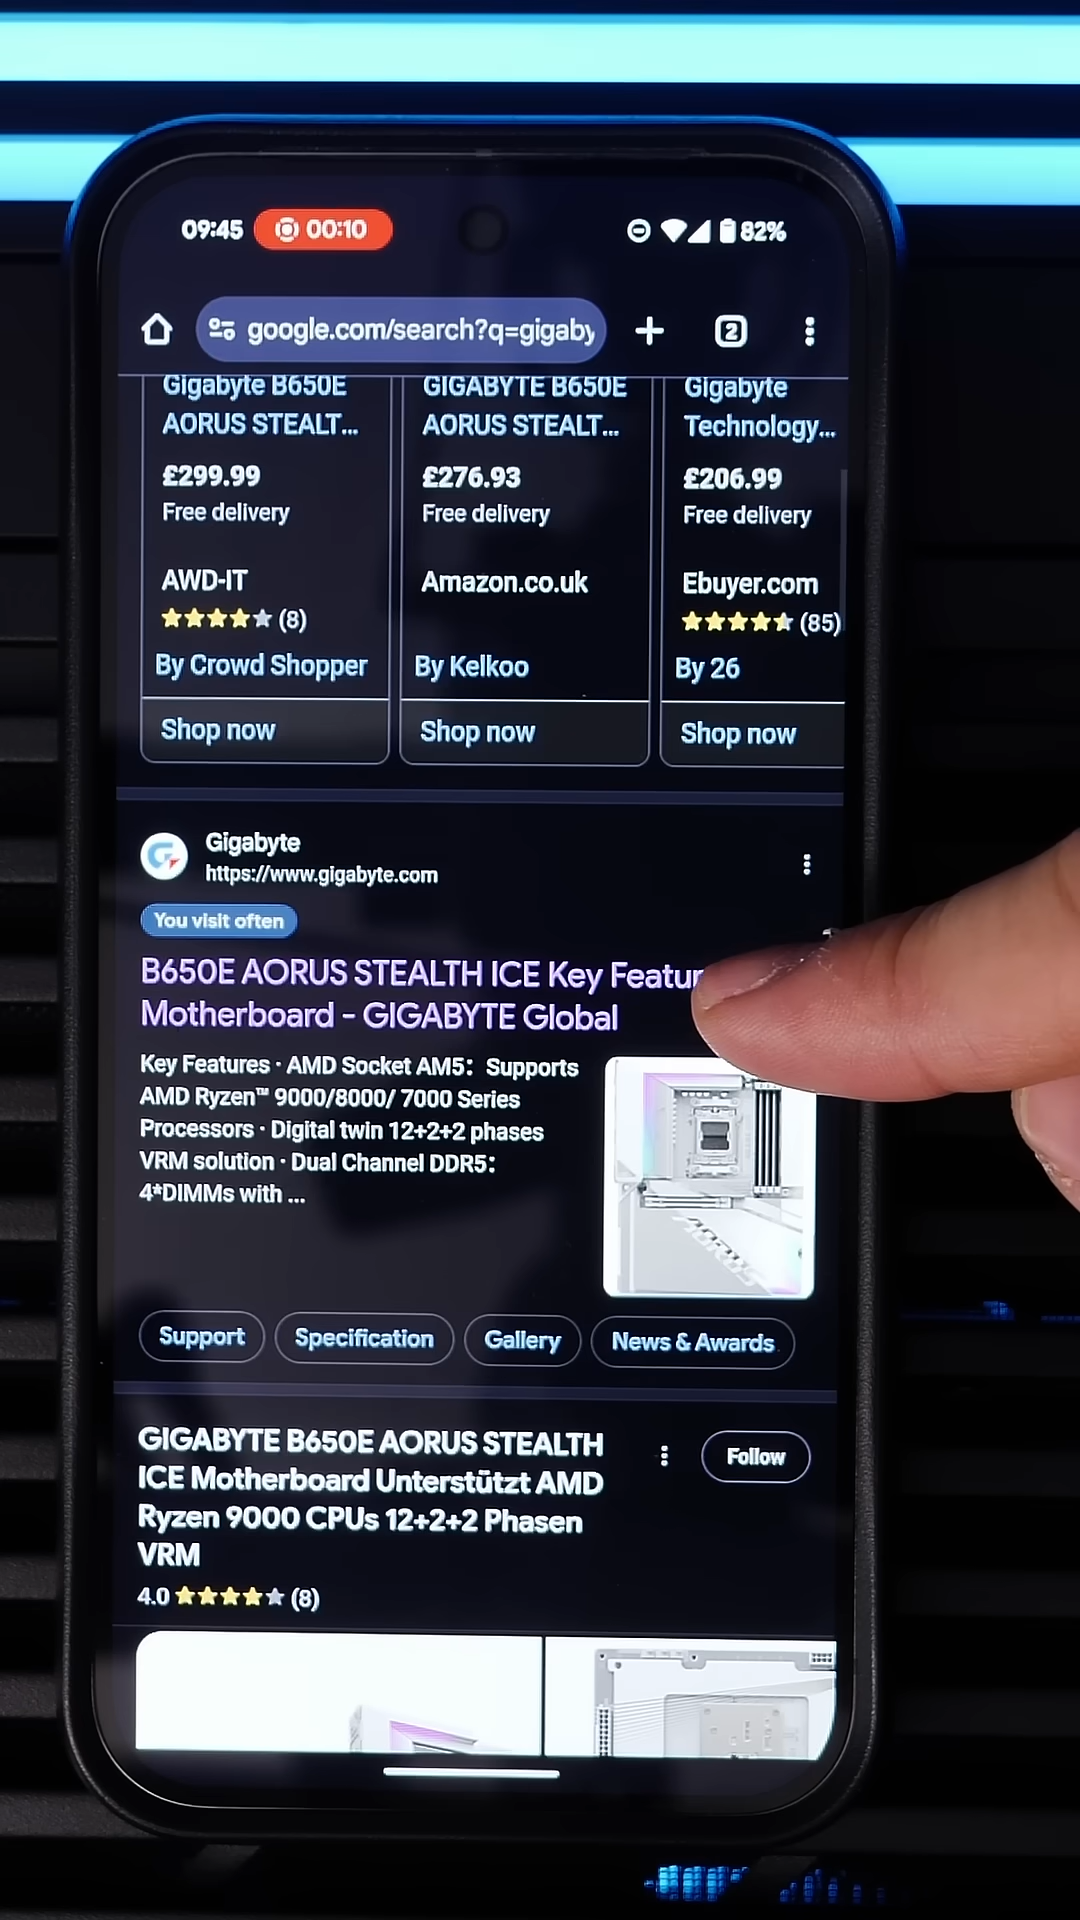 09:45 00:10 82%
google.com/search?q=gigaby 2
Gigabyte B650E
AORUS STEALT...
£299.99
Free delivery
AWD-IT
(8)
By Crowd Shopper
Shop now
GIGABYTE B650E
AORUS STEALT...
£276.93
Free delivery
Amazon.co.uk
By Kelkoo
Shop now
Gigabyte
Technology...
£206.99
Free delivery
Ebuyer.com
(85)
By 26
Shop now
Gigabyte
https://www.gigabyte.com
You visit often
B650E AORUS STEALTH ICE Key Featur
Motherboard - GIGABYTE Global
Key Features · AMD Socket AM5: Supports
AMD Ryzen™ 9000/8000/ 7000 Series
Processors · Digital twin 12+2+2 phases
VRM solution · Dual Channel DDR5:
4*DIMMs with ...
AORUS
Support Specification Gallery News & Awards
GIGABYTE B650E AORUS STEALTH
ICE Motherboard Unterstützt AMD
Ryzen 9000 CPUs 12+2+2 Phasen
VRM
Follow
4.0 (8)